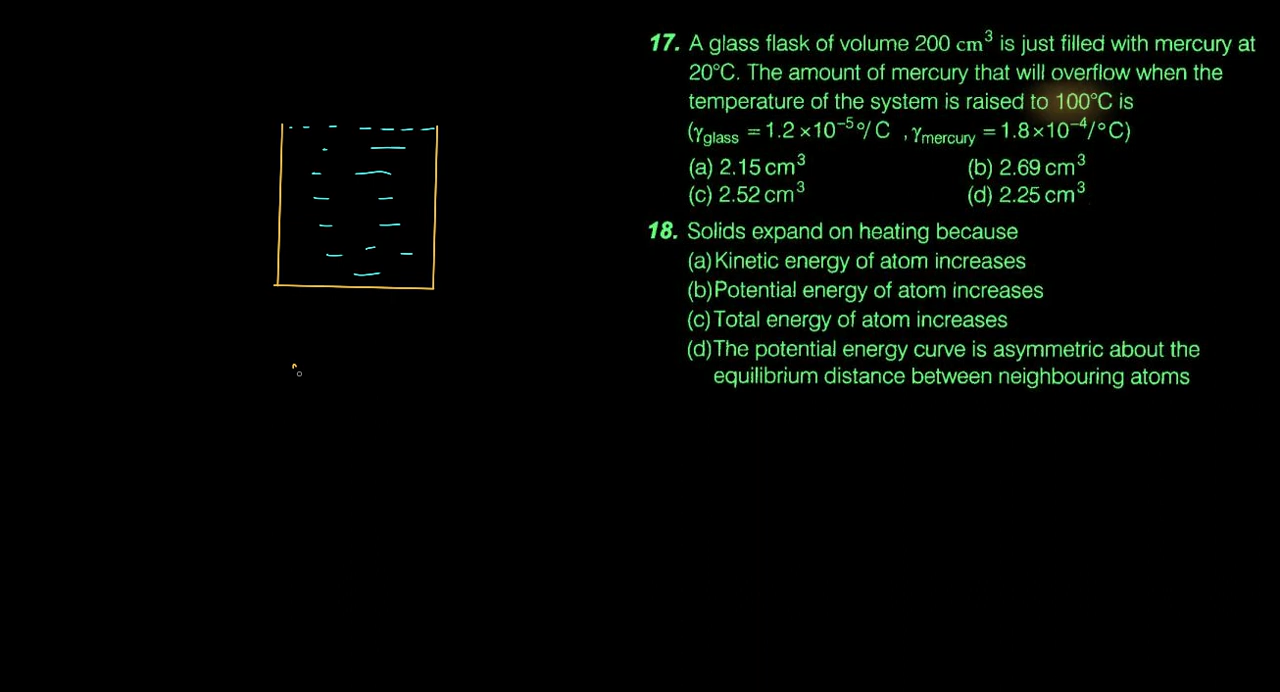 17. A glass flask of volume 200 cm³ is just filled with mercury at
20°C. The amount of mercury that will overflow when the
temperature of the system is raised to 100°C is
(γglass = 1.2 ×10⁻⁵°/ C , γmercury = 1.8×10⁻⁴/°C)
(a) 2.15 cm³ (b) 2.69 cm³
(c) 2.52 cm³ (d) 2.25 cm³
18. Solids expand on heating because
(a) Kinetic energy of atom increases
(b) Potential energy of atom increases
(c) Total energy of atom increases
(d) The potential energy curve is asymmetric about the
equilibrium distance between neighbouring atoms